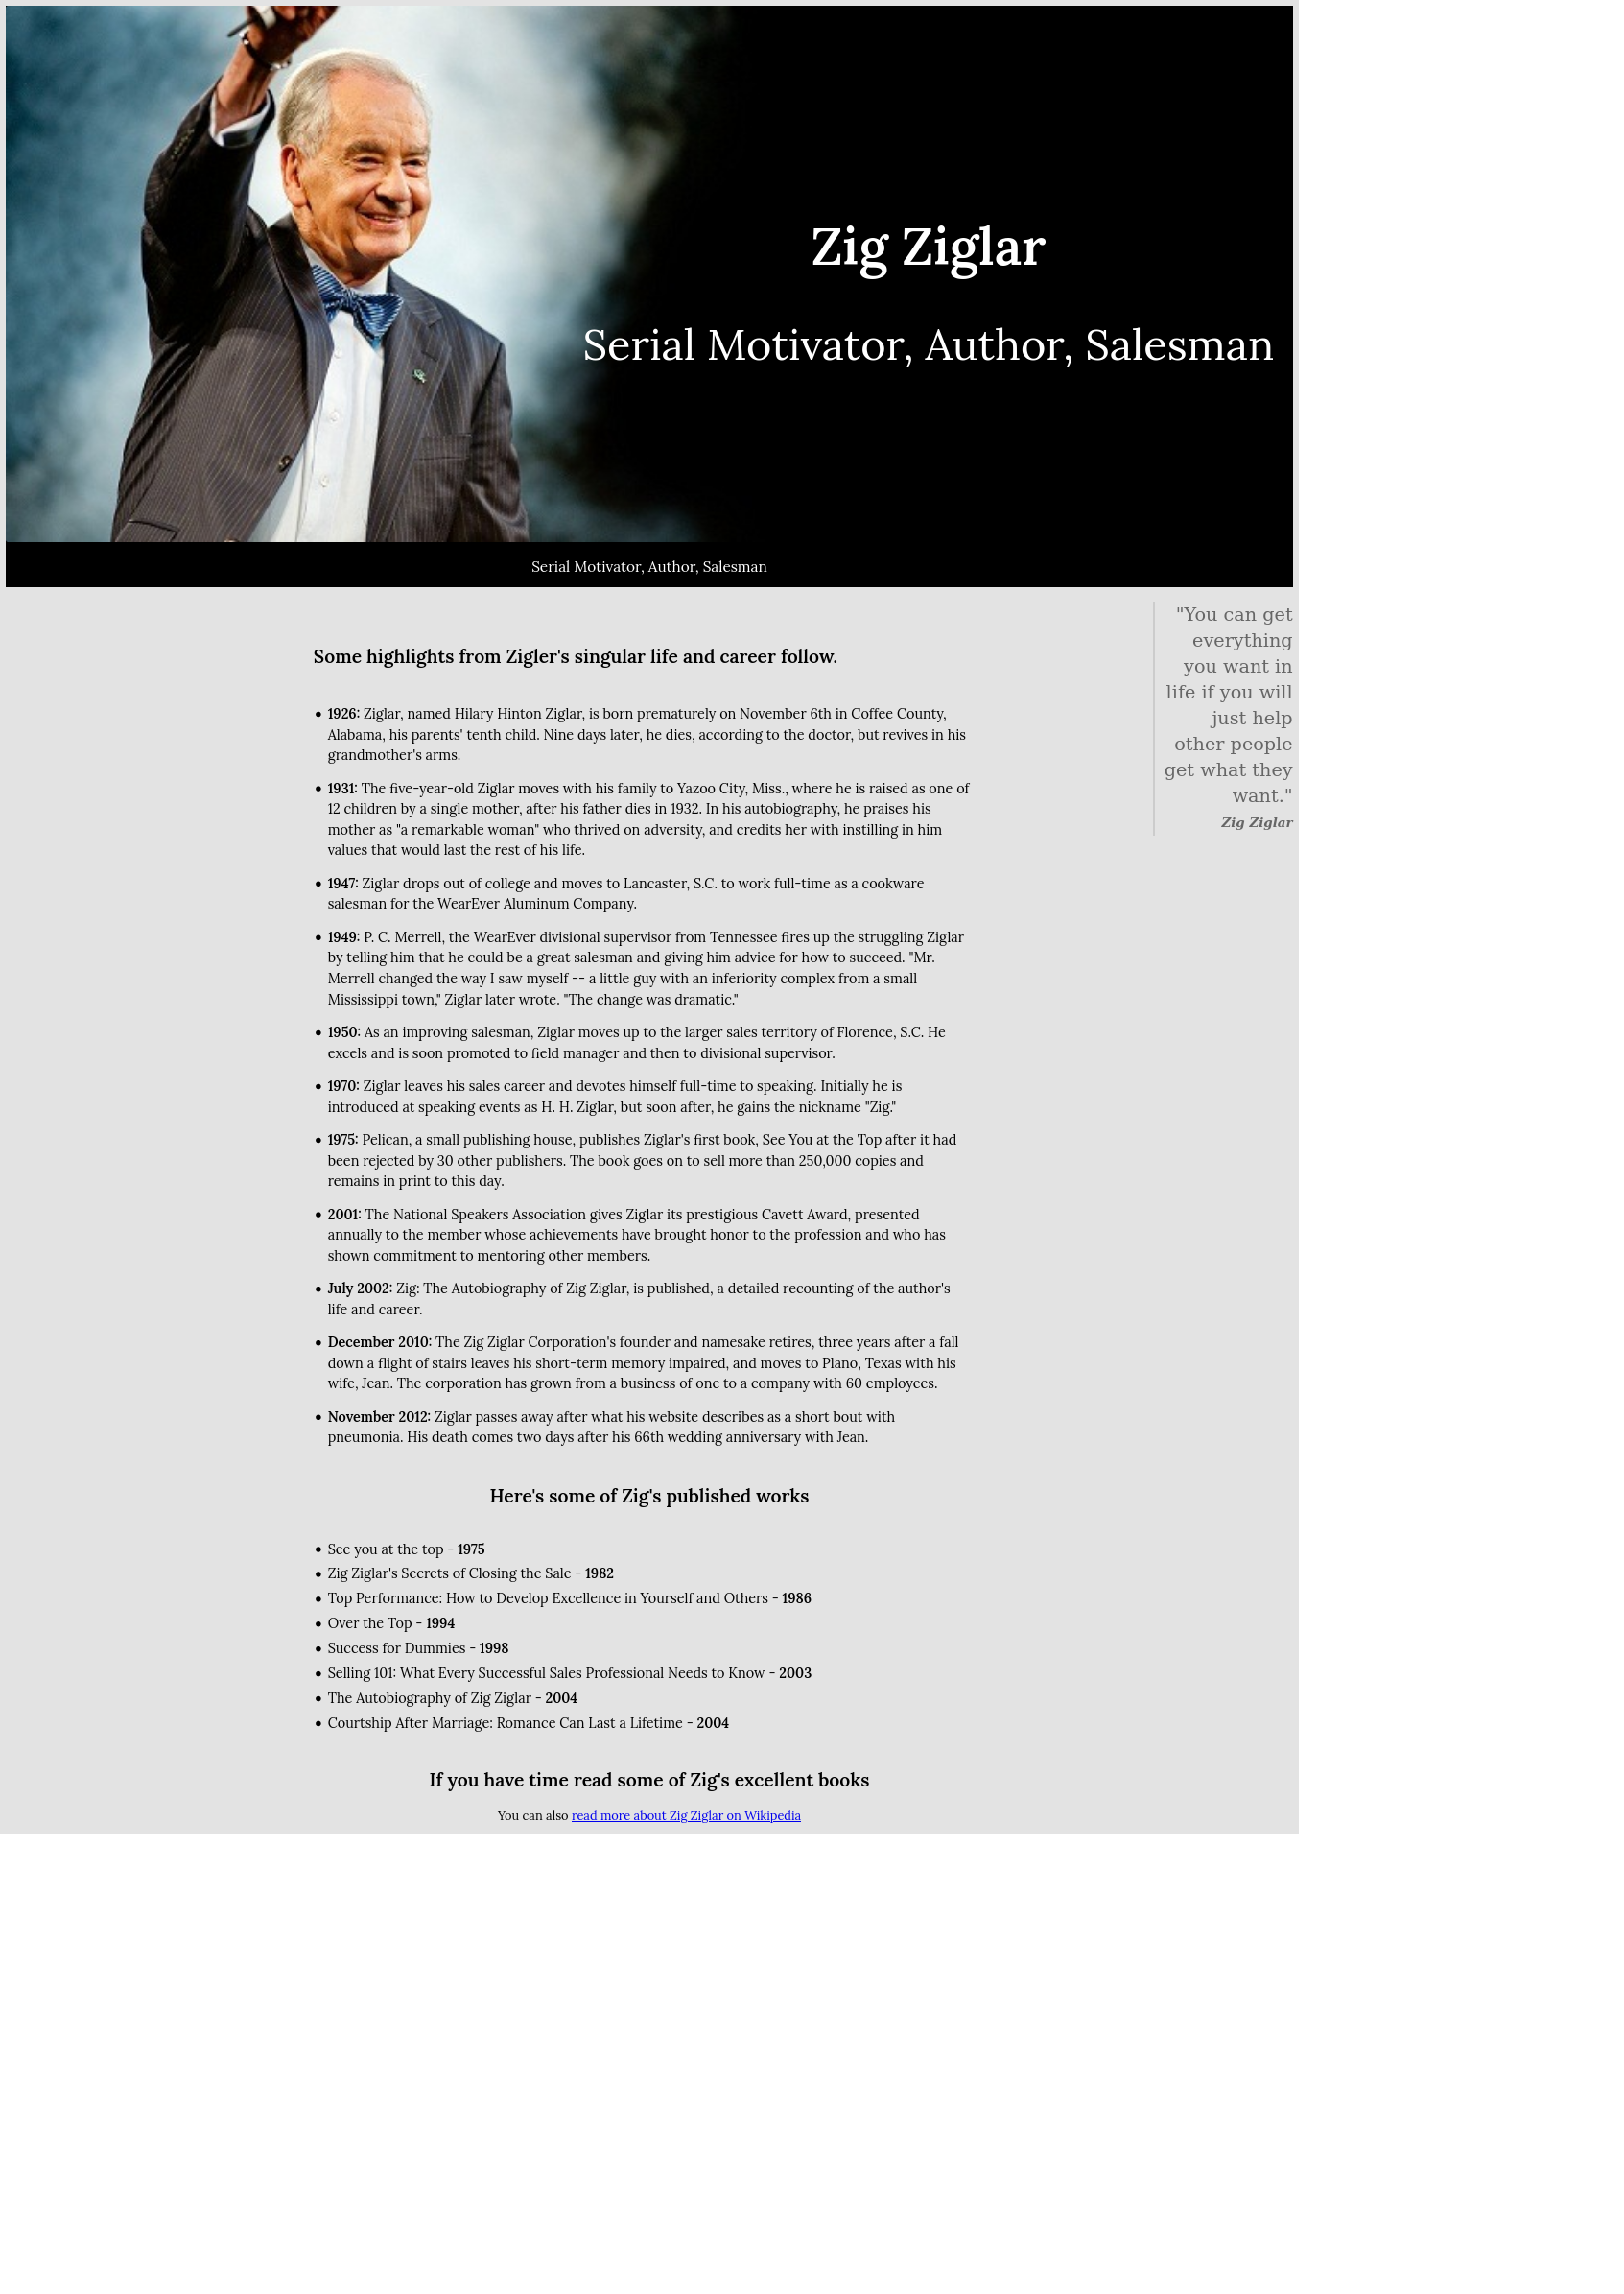 Zig Ziglar
Serial Motivator, Author, Salesman
Serial Motivator, Author, Salesman
"You can get
everything
you want in
life if you will
just help
other people
get what they
want."
Zig Ziglar
Some highlights from Zigler's singular life and career follow.
• 1926: Ziglar, named Hilary Hinton Ziglar, is born prematurely on November 6th in Coffee County,
Alabama, his parents' tenth child. Nine days later, he dies, according to the doctor, but revives in his
grandmother's arms.
• 1931: The five-year-old Ziglar moves with his family to Yazoo City, Miss., where he is raised as one of
12 children by a single mother, after his father dies in 1932. In his autobiography, he praises his
mother as "a remarkable woman" who thrived on adversity, and credits her with instilling in him
values that would last the rest of his life.
• 1947: Ziglar drops out of college and moves to Lancaster, S.C. to work full-time as a cookware
salesman for the WearEver Aluminum Company.
• 1949: P. C. Merrell, the WearEver divisional supervisor from Tennessee fires up the struggling Ziglar
by telling him that he could be a great salesman and giving him advice for how to succeed. "Mr.
Merrell changed the way I saw myself -- a little guy with an inferiority complex from a small
Mississippi town," Ziglar later wrote. "The change was dramatic."
• 1950: As an improving salesman, Ziglar moves up to the larger sales territory of Florence, S.C. He
excels and is soon promoted to field manager and then to divisional supervisor.
• 1970: Ziglar leaves his sales career and devotes himself full-time to speaking. Initially he is
introduced at speaking events as H. H. Ziglar, but soon after, he gains the nickname "Zig."
• 1975: Pelican, a small publishing house, publishes Ziglar's first book, See You at the Top after it had
been rejected by 30 other publishers. The book goes on to sell more than 250,000 copies and
remains in print to this day.
• 2001: The National Speakers Association gives Ziglar its prestigious Cavett Award, presented
annually to the member whose achievements have brought honor to the profession and who has
shown commitment to mentoring other members.
• July 2002: Zig: The Autobiography of Zig Ziglar, is published, a detailed recounting of the author's
life and career.
• December 2010: The Zig Ziglar Corporation's founder and namesake retires, three years after a fall
down a flight of stairs leaves his short-term memory impaired, and moves to Plano, Texas with his
wife, Jean. The corporation has grown from a business of one to a company with 60 employees.
• November 2012: Ziglar passes away after what his website describes as a short bout with
pneumonia. His death comes two days after his 66th wedding anniversary with Jean.
Here's some of Zig's published works
• See you at the top - 1975
• Zig Ziglar's Secrets of Closing the Sale - 1982
• Top Performance: How to Develop Excellence in Yourself and Others - 1986
• Over the Top - 1994
• Success for Dummies - 1998
• Selling 101: What Every Successful Sales Professional Needs to Know - 2003
• The Autobiography of Zig Ziglar - 2004
• Courtship After Marriage: Romance Can Last a Lifetime - 2004
If you have time read some of Zig's excellent books
You can also read more about Zig Ziglar on Wikipedia